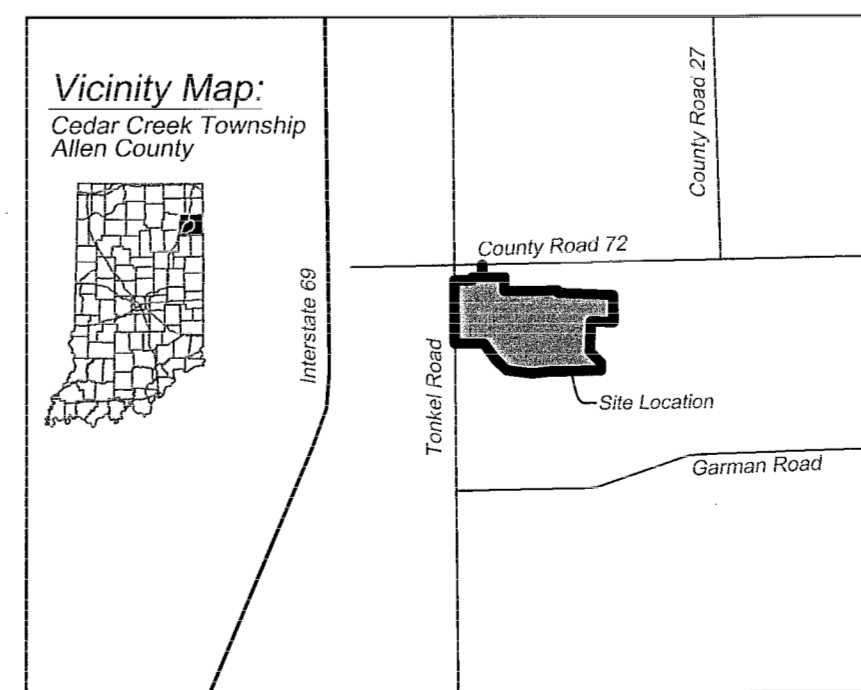 Vicinity Map:
Cedar Creek Township
Allen County
County Road 27
County Road 72
Interstate 69
Tonkel Road
Site Location
Garman Road